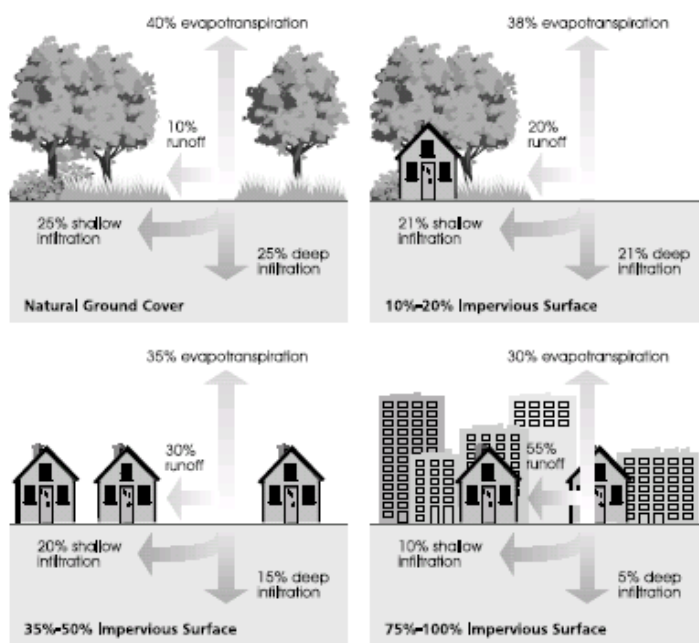 40% evapotranspiration
10%
runoff
25% shallow
infiltration
25% deep
infiltration
Natural Ground Cover
38% evapotranspiration
20%
runoff
21% shallow
infiltration
21% deep
infiltration
10%–20% Impervious Surface
35% evapotranspiration
30%
runoff
20% shallow
infiltration
15% deep
infiltration
35%–50% Impervious Surface
30% evapotranspiration
55%
runoff
10% shallow
infiltration
5% deep
infiltration
75%–100% Impervious Surface